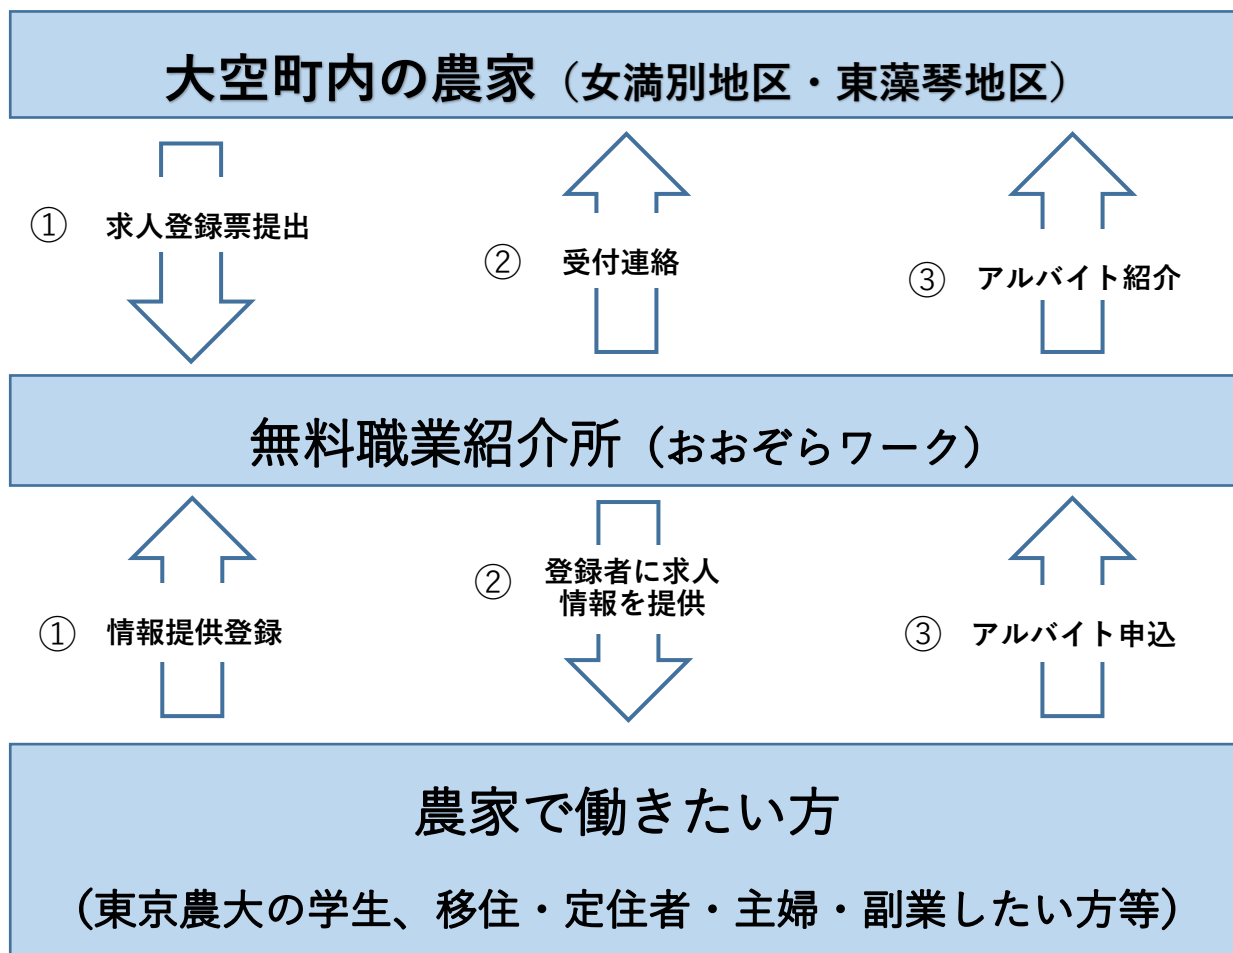 大空町内の農家（女満別地区・東藻琴地区）
① 求人登録票提出
② 受付連絡
③ アルバイト紹介
無料職業紹介所（おおぞらワーク）
① 情報提供登録
② 登録者に求人
情報を提供
③ アルバイト申込
農家で働きたい方
（東京農大の学生、移住・定住者・主婦・副業したい方等）